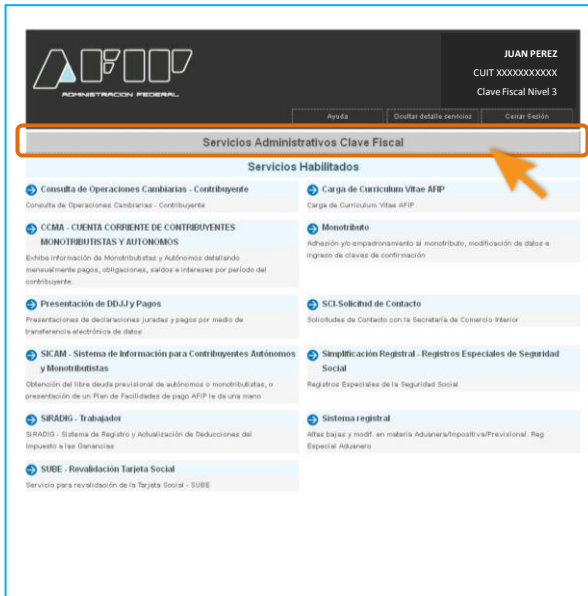 AFIP
ADMINISTRACION FEDERAL
JUAN PEREZ
CUIT XXXXXXXXXXX
Clave Fiscal Nivel 3
Ayuda
Ocultar detalle servicios
Cerrar Sesión
Servicios Administrativos Clave Fiscal
Servicios Habilitados
Consulta de Operaciones Cambiarias - Contribuyente
Consulta de Operaciones Cambiarias - Contribuyente
Carga de Curriculum Vitae AFIP
Carga de Curriculum Vitae AFIP
CCMA - CUENTA CORRIENTE DE CONTRIBUYENTES
MONOTRIBUTISTAS Y AUTONOMOS
Exhibe información de Monotributistas y Autónomos detallando
mensualmente pagos, obligaciones, saldos e intereses por período del
contribuyente.
Monotributo
Adhesión y/o empadronamiento al monotributo, modificación de datos e
ingreso de claves de confirmación
Presentación de DDJJ y Pagos
Presentaciones de declaraciones juradas y pagos por medio de
transferencia electrónica de datos
SCI-Solicitud de Contacto
Solicitudes de Contacto con la Secretaría de Comercio Interior
SICAM - Sistema de Información para Contribuyentes Autónomos
y Monotributistas
Obtención del libre deuda previsional de autónomos o monotributistas, o
presentación de un Plan de Facilidades de pago AFIP le da una mano
Simplificación Registral - Registros Especiales de Seguridad
Social
Registros Especiales de la Seguridad Social
SiRADIG - Trabajador
SiRADIG - Sistema de Registro y Actualización de Deducciones del
Impuesto a las Ganancias
Sistema registral
Altas bajas y modif. en materia Aduanera/Impositiva/Previsional. Reg
Especial Aduanero
SUBE - Revalidación Tarjeta Social
Servicio para revalidación de la Tarjeta Social - SUBE